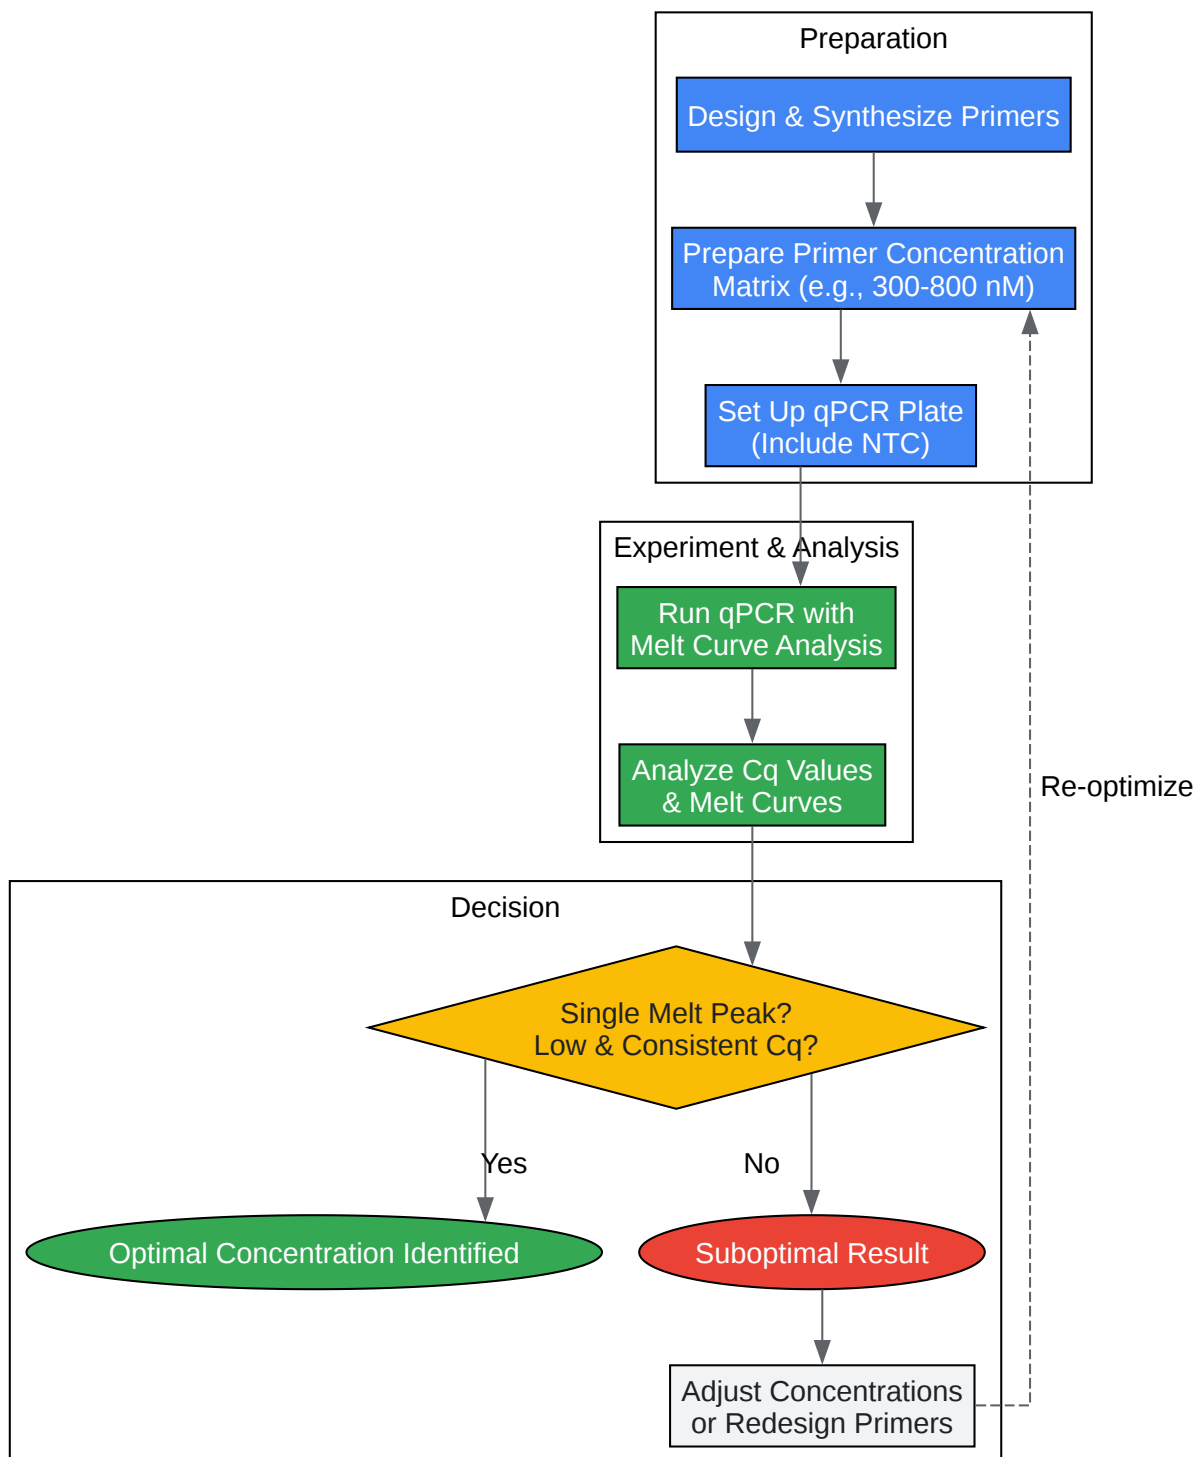 Preparation
Design & Synthesize Primers
Prepare Primer Concentration
Matrix (e.g., 300-800 nM)
Set Up qPCR Plate
(Include NTC)
Experiment & Analysis
Run qPCR with
Melt Curve Analysis
Analyze Cq Values
& Melt Curves
Re-optimize
Decision
Single Melt Peak?
Low & Consistent Cq?
Yes
No
Optimal Concentration Identified
Suboptimal Result
Adjust Concentrations
or Redesign Primers